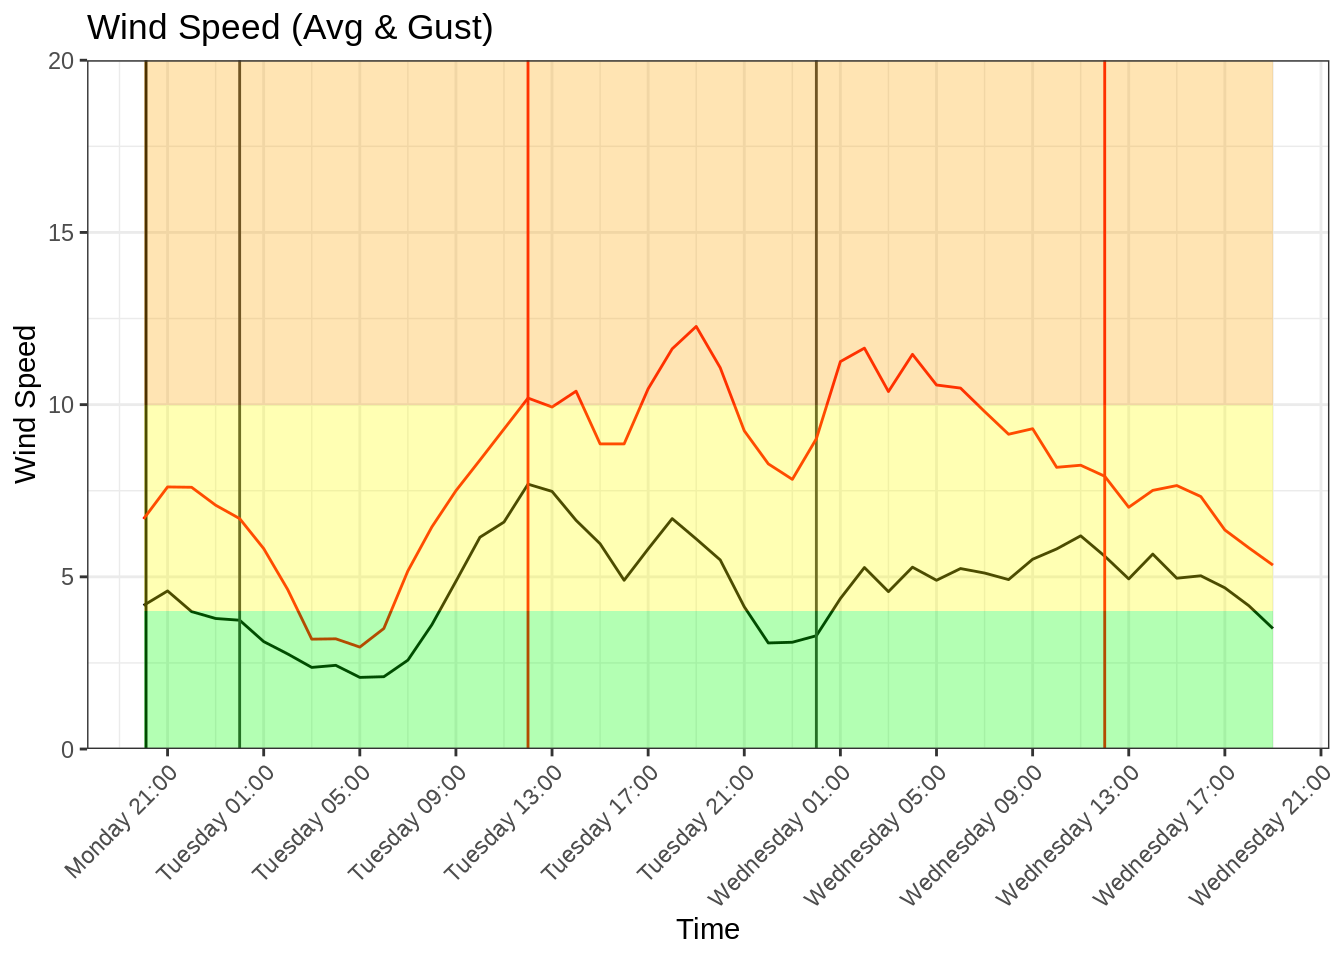 Wind Speed (Avg & Gust)
Wind Speed
20
15
10
5
0
Monday 21:00
Tuesday 01:00
Tuesday 05:00
Tuesday 09:00
Tuesday 13:00
Tuesday 17:00
Tuesday 21:00
Wednesday 01:00
Wednesday 05:00
Wednesday 09:00
Wednesday 13:00
Wednesday 17:00
Wednesday 21:00
Time